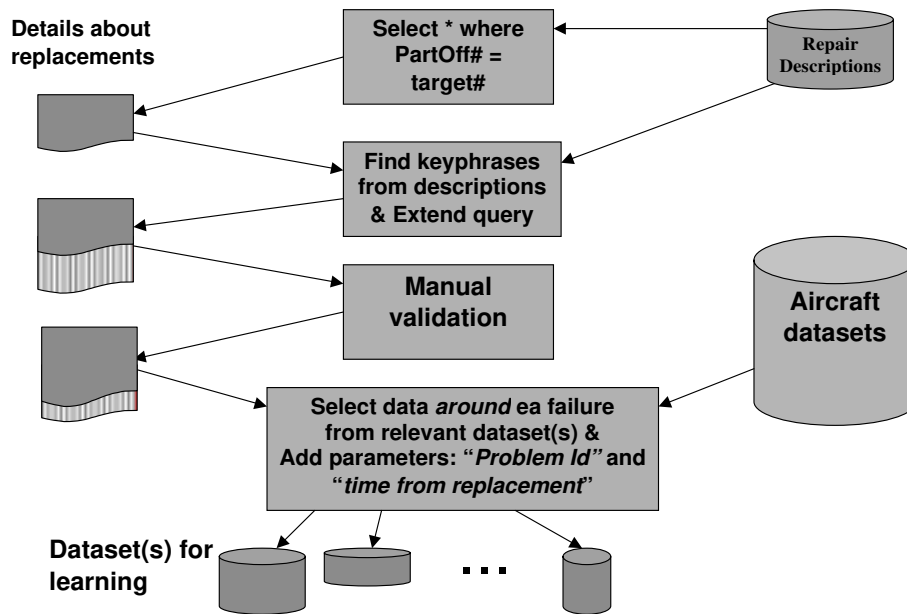 Details about
replacements
Select * where
PartOff# =
target#
Repair
Descriptions
Find keyphrases
from descriptions
& Extend query
Manual
validation
Aircraft
datasets
Select data around ea failure
from relevant dataset(s) &
Add parameters: “Problem Id” and
“time from replacement”
Dataset(s) for
learning
...